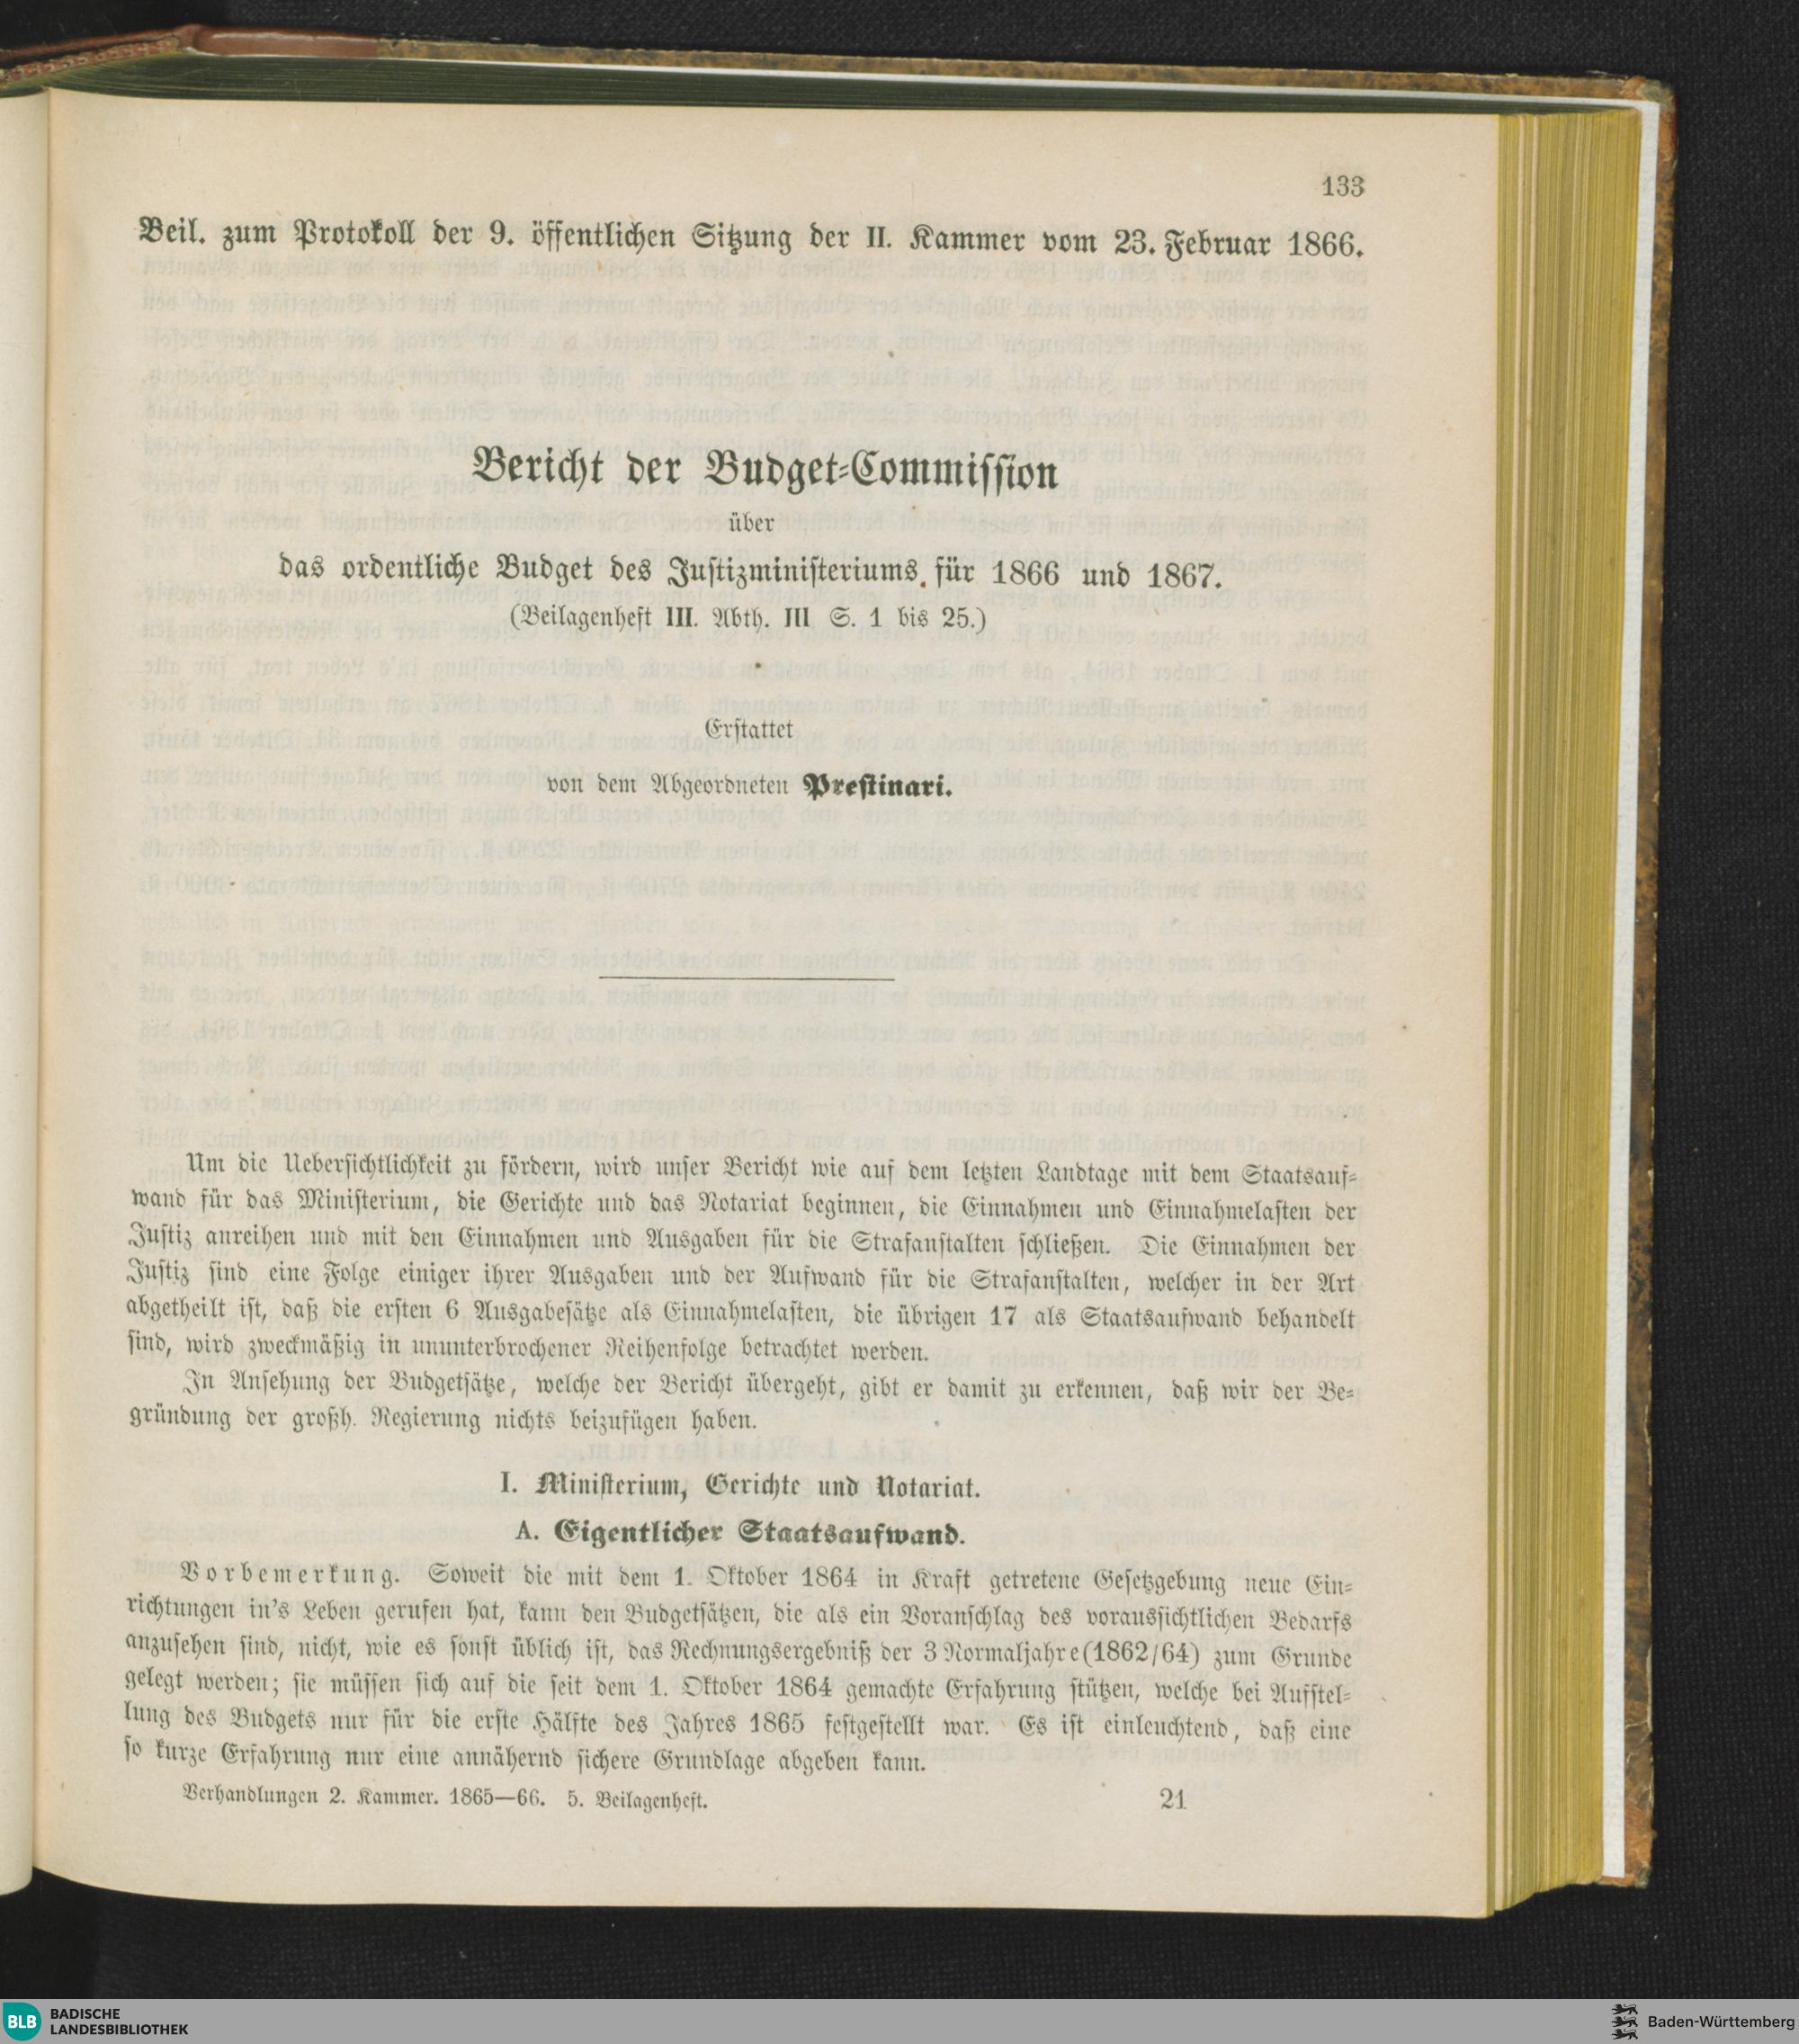 133
Beil. zum Protokoll der 9. öffentlichen Sitzung der II. Kammer vom 23. Februar 1866.
Bericht der Budget-Commission
über
das ordentliche Budget des Justizministeriums für 1866 und 1867.
(Beilagenheft III. Abth. III S. 1 bis 25.)
Erstattet
von dem Abgeordneten Prestinari.
Um die Uebersichtlichkeit zu fördern, wird unser Bericht wie auf dem letzten Landtage mit dem Staatsauf-
wand für das Ministerium, die Gerichte und das Notariat beginnen, die Einnahmen und Einnahmelasten der
Justiz anreihen und mit den Einnahmen und Ausgaben für die Strafanstalten schließen. Die Einnahmen der
Justiz sind eine Folge einiger ihrer Ausgaben und der Aufwand für die Strafanstalten, welcher in der Art
abgetheilt ist, daß die ersten 6 Ausgabesätze als Einnahmelasten, die übrigen 17 als Staatsaufwand behandelt
sind, wird zweckmäßig in ununterbrochener Reihenfolge betrachtet werden.
In Ansehung der Budgetsätze, welche der Bericht übergeht, gibt er damit zu erkennen, daß wir der Be-
gründung der großh. Regierung nichts beizufügen haben.
I. Ministerium, Gerichte und Notariat.
A. Eigentlicher Staatsaufwand.
Vorbemerkung. Soweit die mit dem 1. Oktober 1864 in Kraft getretene Gesetzgebung neue Ein-
richtungen in's Leben gerufen hat, kann den Budgetsätzen, die als ein Voranschlag des voraussichtlichen Bedarfs
anzusehen sind, nicht, wie es sonst üblich ist, das Rechnungsergebniß der 3 Normaljahre (1862/64) zum Grunde
gelegt werden; sie müssen sich auf die seit dem 1. Oktober 1864 gemachte Erfahrung stützen, welche bei Aufstel-
lung des Budgets nur für die erste Hälfte des Jahres 1865 festgestellt war. Es ist einleuchtend, daß eine
so kurze Erfahrung nur eine annähernd sichere Grundlage abgeben kann.
Verhandlungen 2. Kammer. 1865—66. 5. Beilagenheft. 21
BLB BADISCHE
LANDESBIBLIOTHEK
Baden-Württemberg